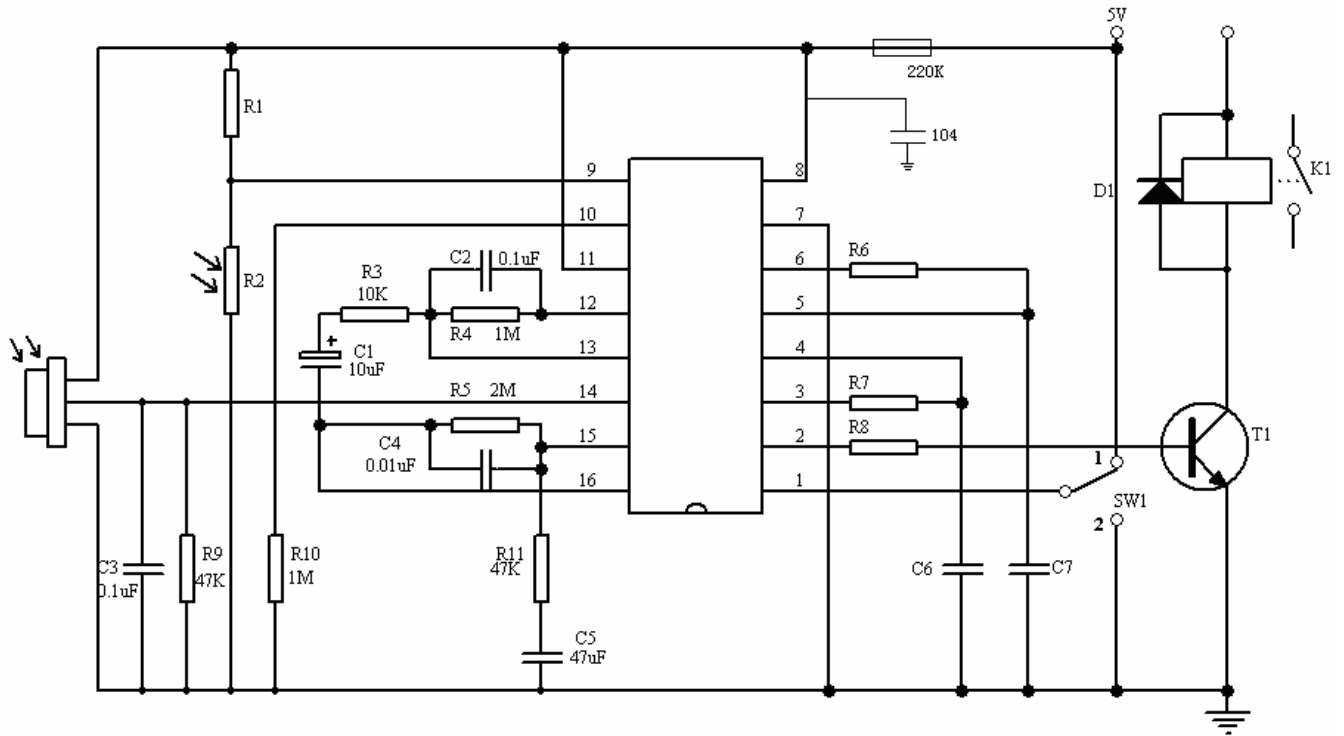 5V
220K
R1
104
9
8
K1
D1
10
7
C2
0.1uF
R6
R2
R3
10K
11
6
12
5
R4
1M
C1
10uF
+
13
4
R5
2M
14
R7
3
C4
0.01uF
R8
15
2
T1
1
16
1
SW1
2
C3
0.1uF
R9
47K
R10
1M
R11
47K
C6
C7
C5
47uF